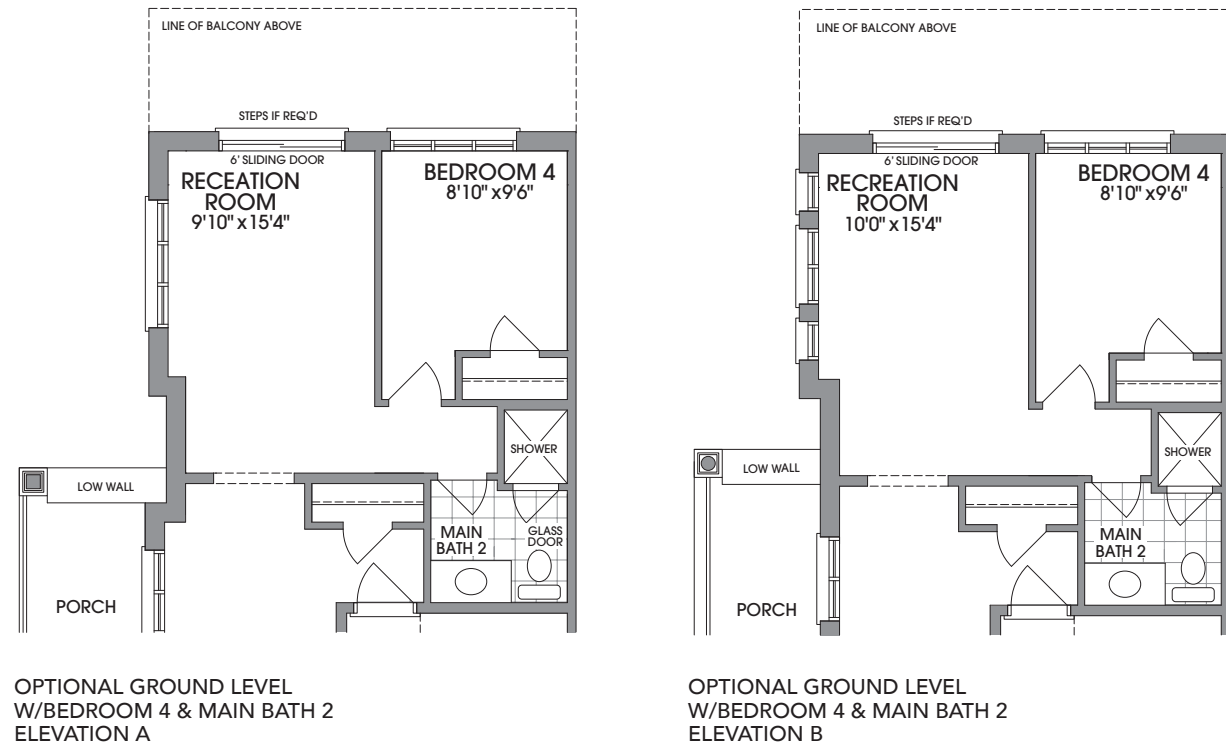 LINE OF BALCONY ABOVE
STEPS IF REQ'D
6' SLIDING DOOR
RECEATION
ROOM
9'10" x 15'4"
BEDROOM 4
8'10" x9'6"
SHOWER
LOW WALL
MAIN
BATH 2
GLASS
DOOR
PORCH
OPTIONAL GROUND LEVEL
W/BEDROOM 4 & MAIN BATH 2
ELEVATION A
LINE OF BALCONY ABOVE
STEPS IF REQ'D
6' SLIDING DOOR
RECREATION
ROOM
10'0" x 15'4"
BEDROOM 4
8'10" x9'6"
SHOWER
LOW WALL
MAIN
BATH 2
PORCH
OPTIONAL GROUND LEVEL
W/BEDROOM 4 & MAIN BATH 2
ELEVATION B